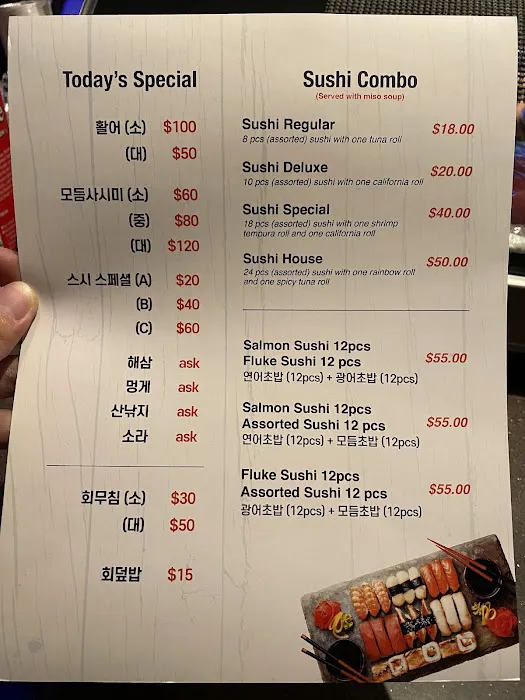 Today's Special
활어 (소) $100
(대) $50
모듬사시미 (소) $60
(중) $80
(대) $120
스시 스페셜 (A) $20
(B) $40
(C) $60
해삼 ask
멍게 ask
산낚지 ask
소라 ask
회무침 (소) $30
(대) $50
회덮밥 $15
Sushi Combo
(Served with miso soup)
Sushi Regular $18.00
8 pcs (assorted) sushi with one tuna roll
Sushi Deluxe $20.00
10 pcs (assorted) sushi with one california roll
Sushi Special $40.00
18 pcs (assorted) sushi with one shrimp
tempura roll and one california roll
Sushi House $50.00
24 pcs (assorted) sushi with one rainbow roll
and one spicy tuna roll
Salmon Sushi 12pcs
Fluke Sushi 12 pcs $55.00
연어초밥 (12pcs) + 광어초밥 (12pcs)
Salmon Sushi 12pcs
Assorted Sushi 12 pcs $55.00
연어초밥 (12pcs) + 모듬초밥 (12pcs)
Fluke Sushi 12pcs
Assorted Sushi 12 pcs $55.00
광어초밥 (12pcs) + 모듬초밥 (12pcs)